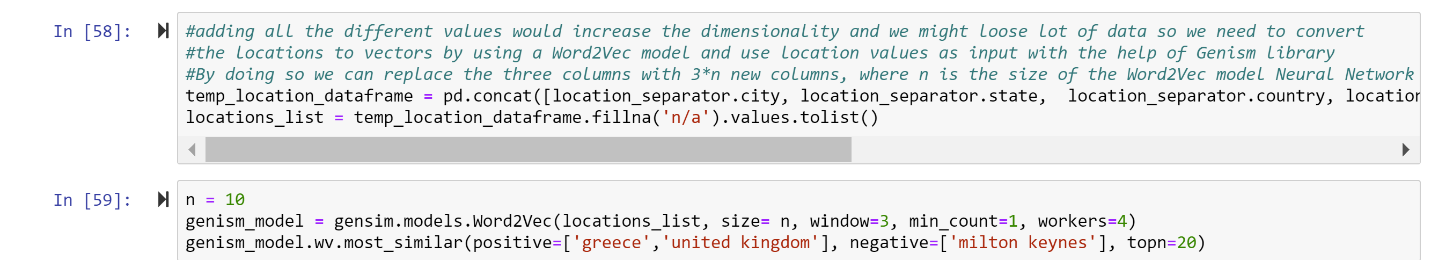 In [58]:
#adding all the different values would increase the dimensionality and we might loose lot of data so we need to convert
#the locations to vectors by using a Word2Vec model and use location values as input with the help of Genism library
#By doing so we can replace the three columns with 3*n new columns, where n is the size of the Word2Vec model Neural Network
temp_location_dataframe = pd.concat([location_separator.city, location_separator.state,  location_separator.country, location
locations_list = temp_location_dataframe.fillna('n/a').values.tolist()
In [59]:
n = 10
genism_model = gensim.models.Word2Vec(locations_list, size= n, window=3, min_count=1, workers=4)
genism_model.wv.most_similar(positive=['greece','united kingdom'], negative=['milton keynes'], topn=20)